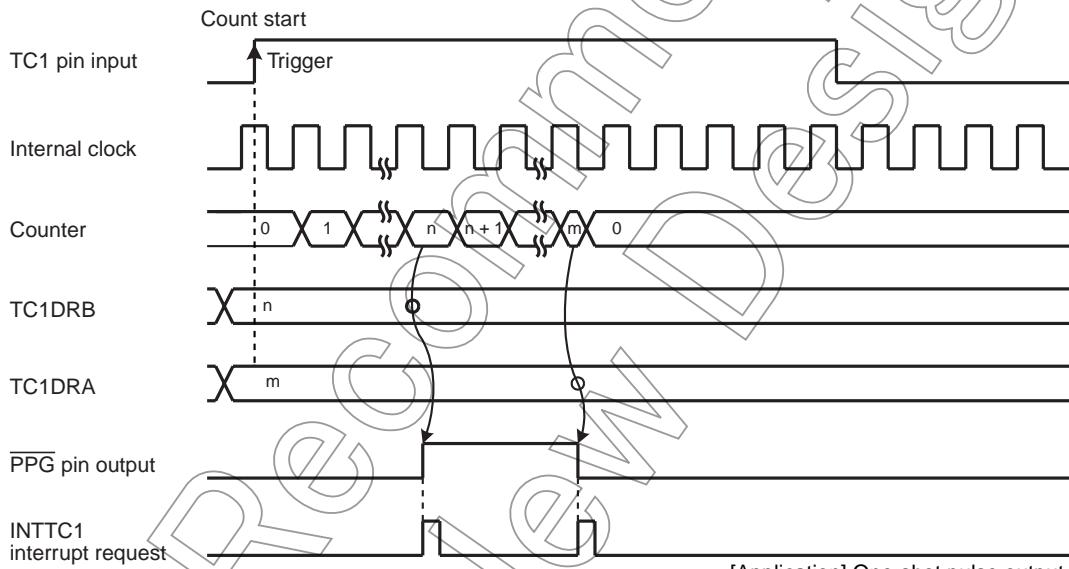 Count start
TC1 pin input
Trigger
Internal clock
Counter
0 1 n n + 1 m 0
TC1DRB
n
TC1DRA
m
PPG pin output
INTTC1
interrupt request
[Application] One-shot pulse output